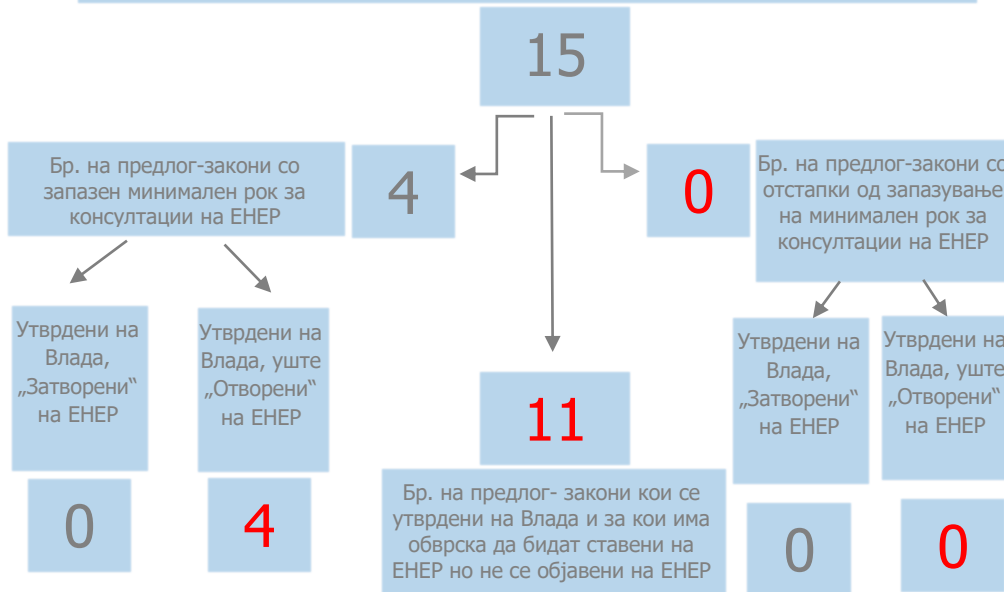 15
Бр. на предлог-закони со
запазен минимален рок за
консултации на ЕНЕР
4
0
Бр. на предлог-закони со
отстапки од запазување
на минимален рок за
консултации на ЕНЕР
Утврдени на
Влада,
„Затворени“
на ЕНЕР
Утврдени на
Влада, уште
„Отворени“
на ЕНЕР
0
4
11
Бр. на предлог- закони кои се
утврдени на Влада и за кои има
обврска да бидат ставени на
ЕНЕР но не се објавени на ЕНЕР
Утврдени на
Влада,
„Затворени“
на ЕНЕР
Утврдени на
Влада, уште
„Отворени“
на ЕНЕР
0
0